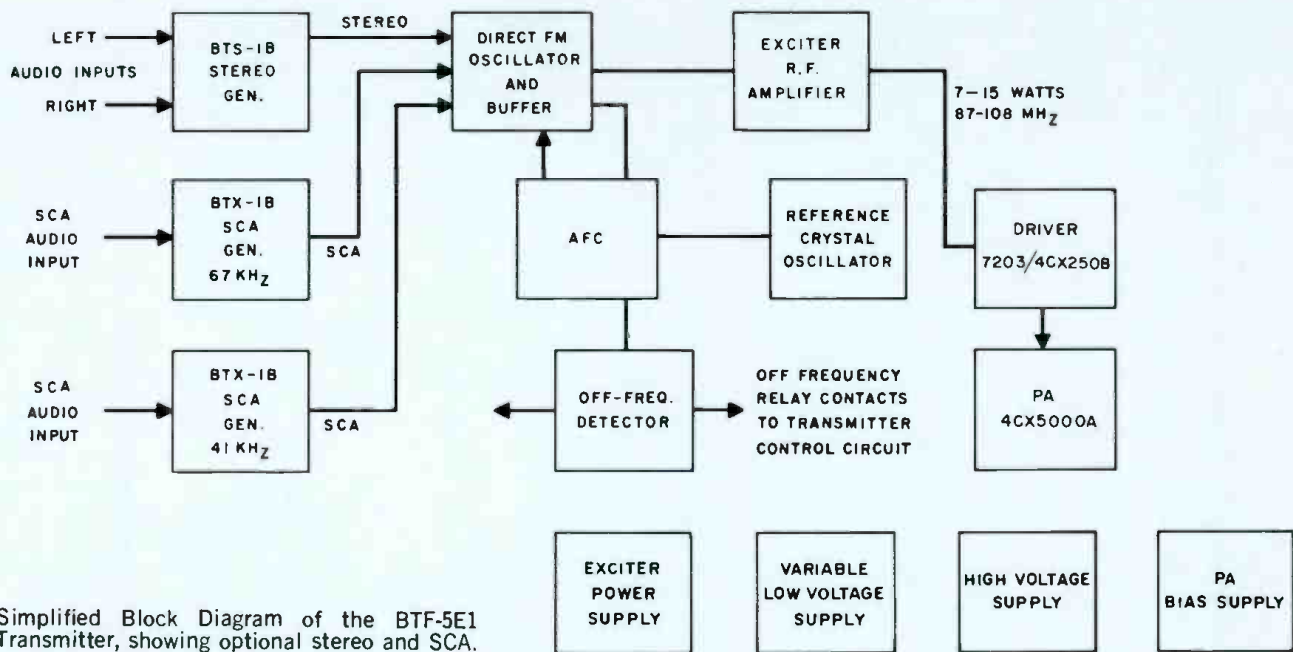 LEFT
AUDIO INPUTS
RIGHT
BTS-1B
STEREO
GEN.
STEREO
DIRECT FM
OSCILLATOR
AND
BUFFER
EXCITER
R.F.
AMPLIFIER
7-15 WATTS
87-108 MHZ
SCA
AUDIO
INPUT
BTX-1B
SCA
GEN.
67 KHZ
SCA
AFC
REFERENCE
CRYSTAL
OSCILLATOR
DRIVER
7203/4CX250B
SCA
AUDIO
INPUT
BTX-1B
SCA
GEN.
41 KHZ
SCA
OFF-FREQ.
DETECTOR
OFF FREQUENCY
RELAY CONTACTS
TO TRANSMITTER
CONTROL CIRCUIT
PA
4CX5000A
EXCITER
POWER
SUPPLY
VARIABLE
LOW VOLTAGE
SUPPLY
HIGH VOLTAGE
SUPPLY
PA
BIAS SUPPLY
Simplified Block Diagram of the BTF-5E1
Transmitter, showing optional stereo and SCA.